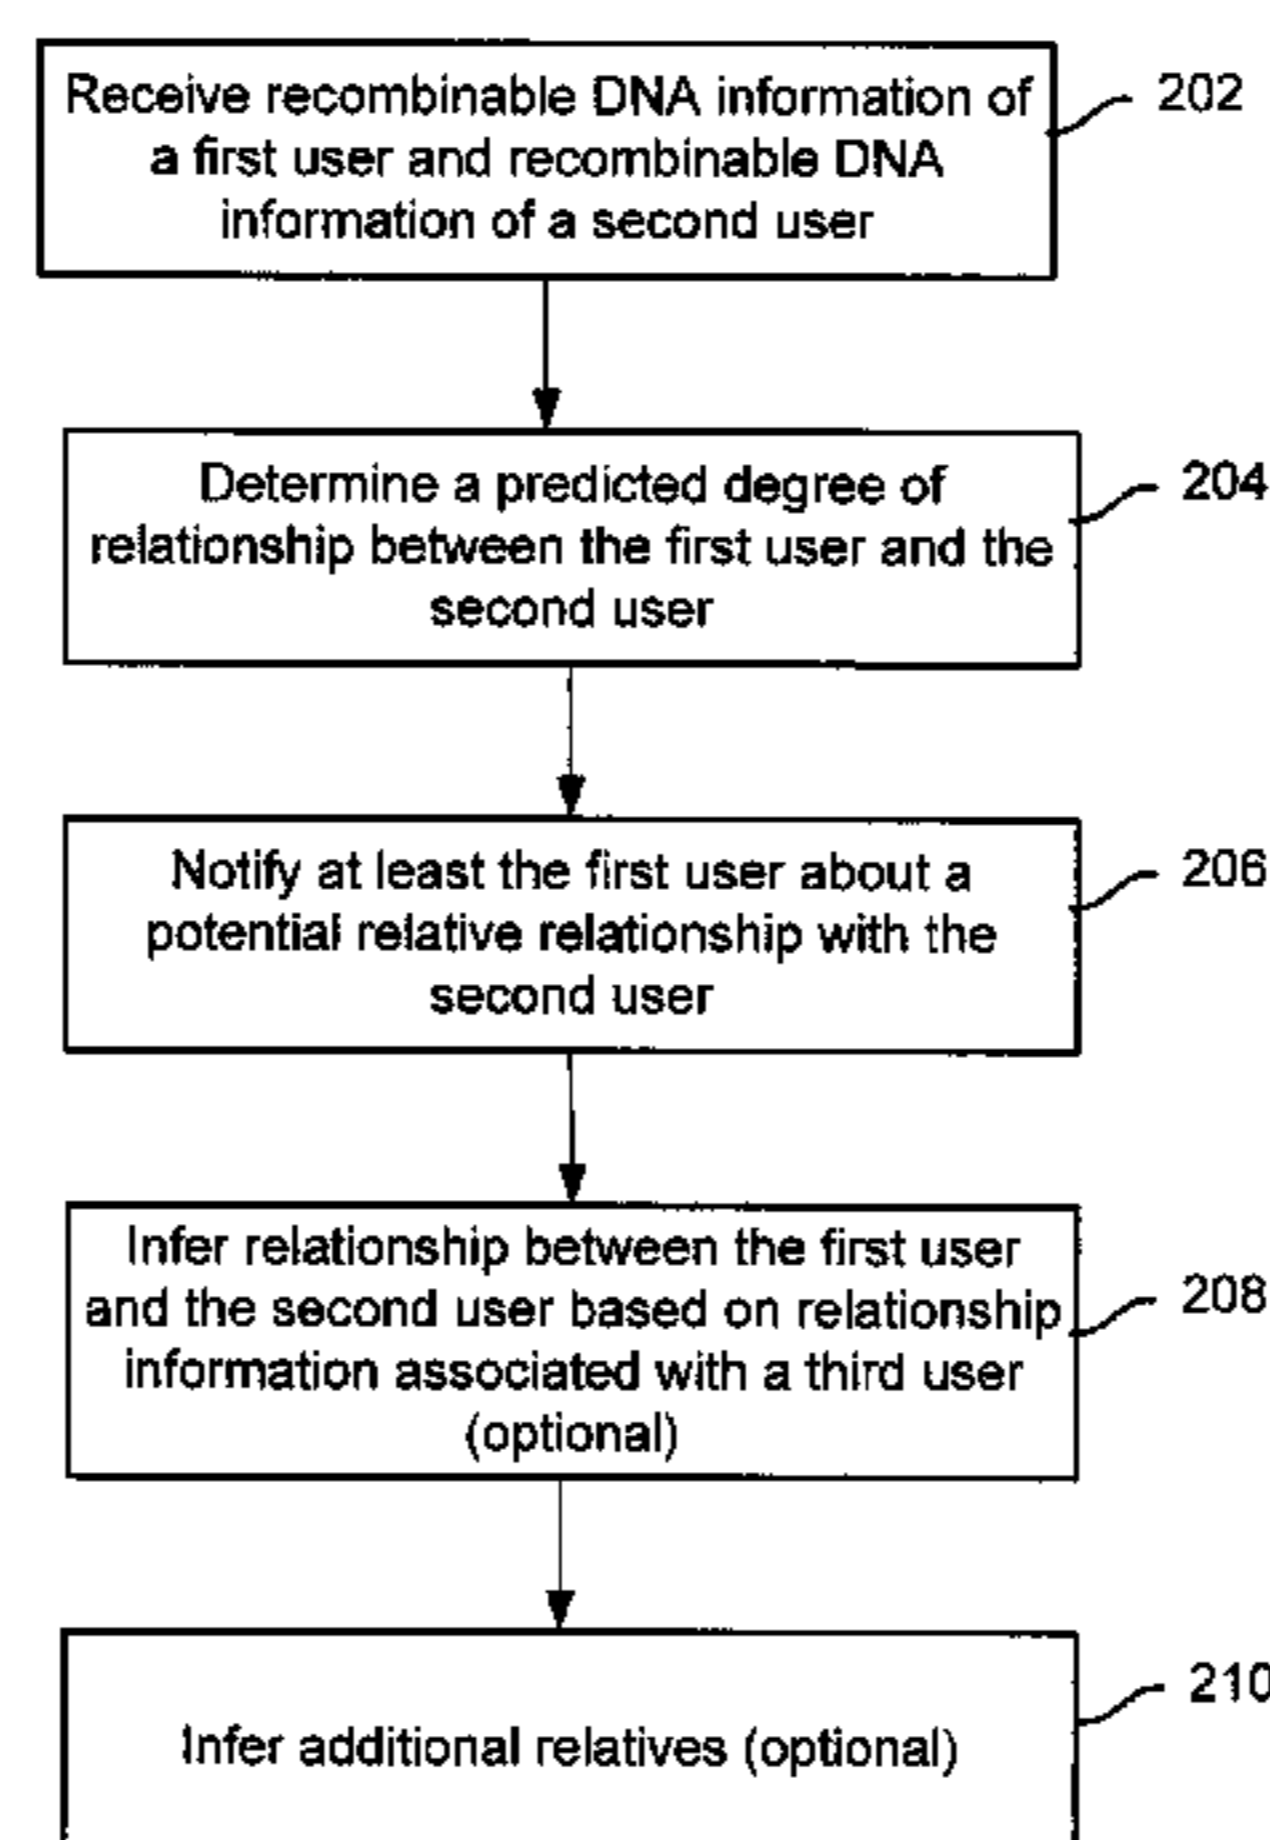 Receive recombinable DNA information of
a first user and recombinable DNA
information of a second user
202
Determine a predicted degree of
relationship between the first user and the
second user
204
Notify at least the first user about a
potential relative relationship with the
second user
206
Infer relationship between the first user
and the second user based on relationship
information associated with a third user
(optional)
208
Infer additional relatives (optional)
210